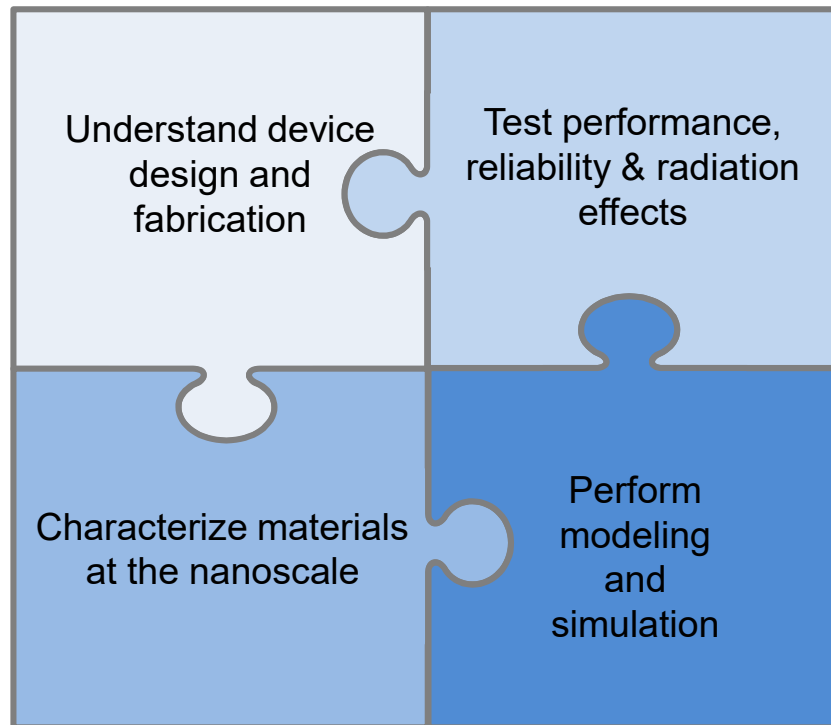 Understand device
design and
fabrication
Test performance,
reliability & radiation
effects
Characterize materials
at the nanoscale
Perform
modeling
and
simulation